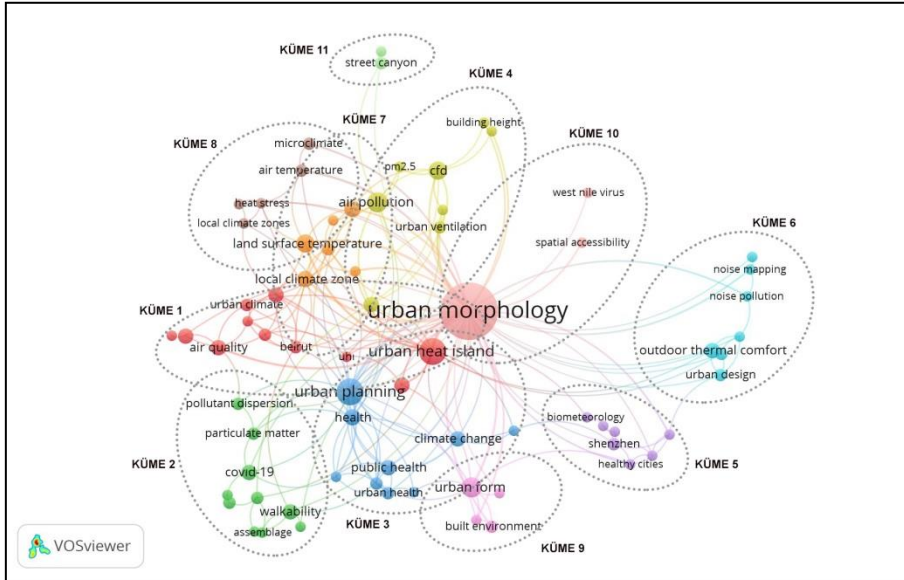 KÜME 11
street canyon
KÜME 4
building height
KÜME 7
KÜME 10
KÜME 8
microclimate
pm2.5
cfd
air temperature
west nile virus
heat stress
air pollution
KÜME 6
local climate zones
urban ventilation
land surface temperature
spatial accessibility
noise mapping
local climate zone
noise pollution
KÜME 1
urban climate
urban morphology
air quality
beirut
uhi
urban heat island
outdoor thermal comfort
urban design
urban planning
pollutant dispersion
health
biometeorology
particulate matter
climate change
shenzhen
KÜME 2
covid-19
public health
healthy cities
KÜME 5
urban health
urban form
walkability
assemblage
KÜME 3
built environment
KÜME 9
VOSviewer